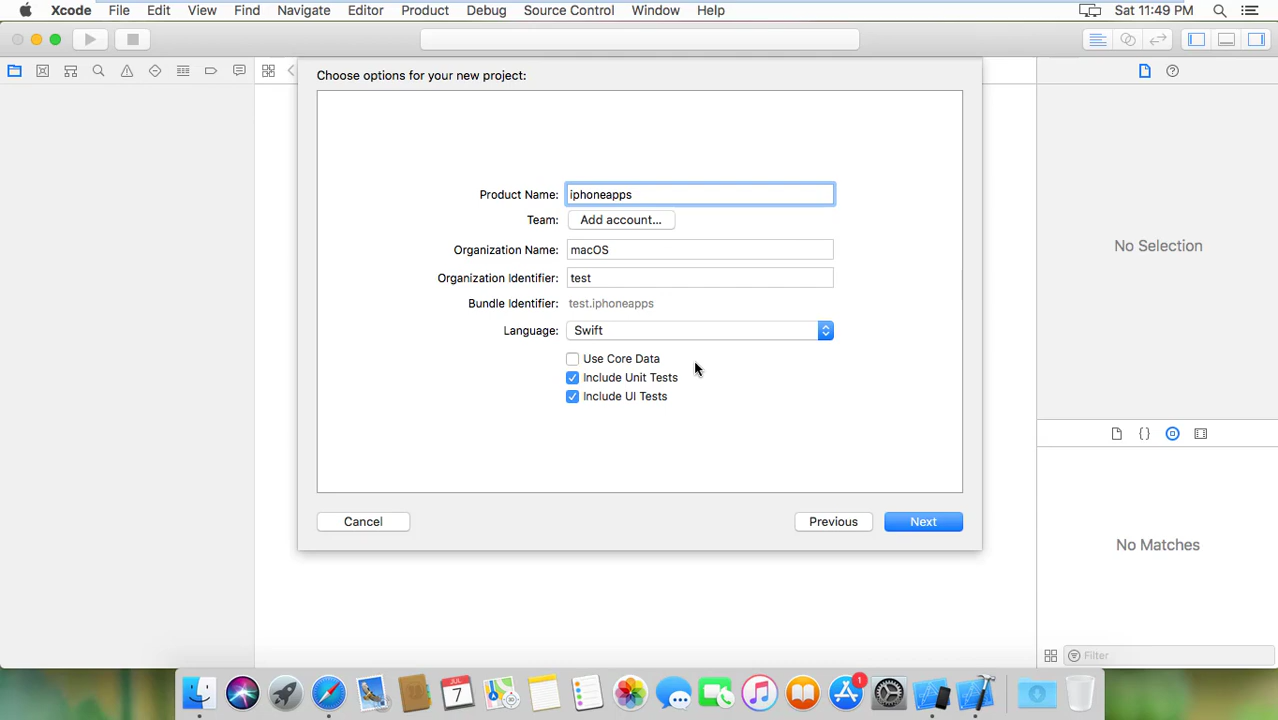 Xcode File Edit View Find Navigate Editor Product Debug Source Control Window Help Sat 11:49 PM
Choose options for your new project:
Product Name: iphoneapps
Team: Add account...
Organization Name: macOS
Organization Identifier: test
Bundle Identifier: test.iphoneapps
Language: Swift
Use Core Data
Include Unit Tests
Include UI Tests
Cancel Previous Next
No Selection
No Matches
Filter
JUL
7
1